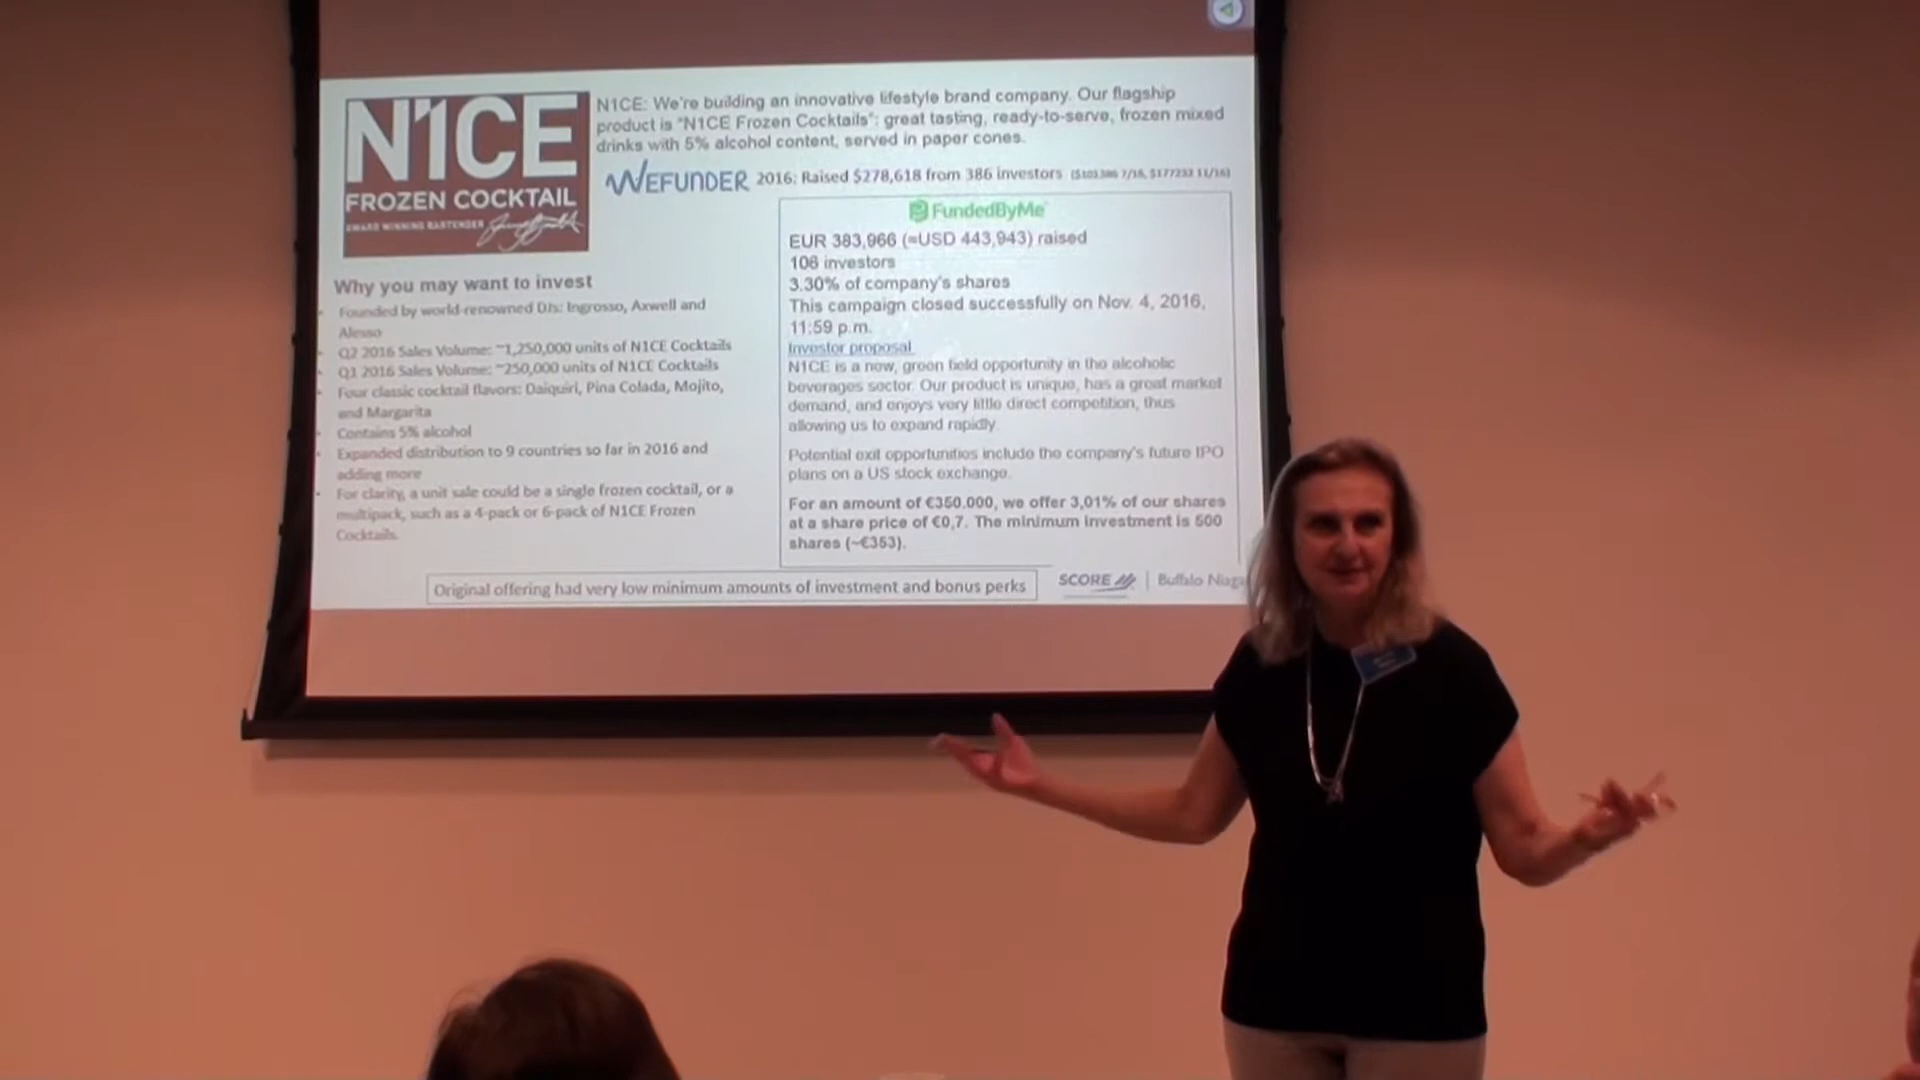 N1CE
FROZEN COCKTAIL
AWARD WINNING BARTENDER
N1CE: We're building an innovative lifestyle brand company. Our flagship
product is "N1CE Frozen Cocktails": great tasting, ready-to-serve, frozen mixed
drinks with 5% alcohol content, served in paper cones.
WEFUNDER 2016: Raised $278,618 from 386 investors
Why you may want to invest
Founded by world-renowned DJs: Ingrosso, Axwell and
Alesso
Q2 2016 Sales Volume: ~1,250,000 units of N1CE Cocktails
Q1 2016 Sales Volume: ~250,000 units of N1CE Cocktails
Four classic cocktail flavors: Daiquiri, Pina Colada, Mojito,
and Margarita
Contains 5% alcohol
Expanded distribution to 9 countries so far in 2016 and
adding more
For clarity, a unit sale could be a single frozen cocktail, or a
multipack, such as a 4-pack or 6-pack of N1CE Frozen
Cocktails.
FundedByMe
EUR 383,966 (≈USD 443,943) raised
106 investors
3.30% of company's shares
This campaign closed successfully on Nov. 4, 2016,
11:59 p.m.
Investor proposal
N1CE is a new, green field opportunity in the alcoholic
beverages sector. Our product is unique, has a great market
demand, and enjoys very little direct competition, thus
allowing us to expand rapidly.
Potential exit opportunities include the company's future IPO
plans on a US stock exchange.
For an amount of €350.000, we offer 3,01% of our shares
at a share price of €0,7. The minimum investment is 500
shares (~€353).
Original offering had very low minimum amounts of investment and bonus perks
SCORE | Buffalo Niaga